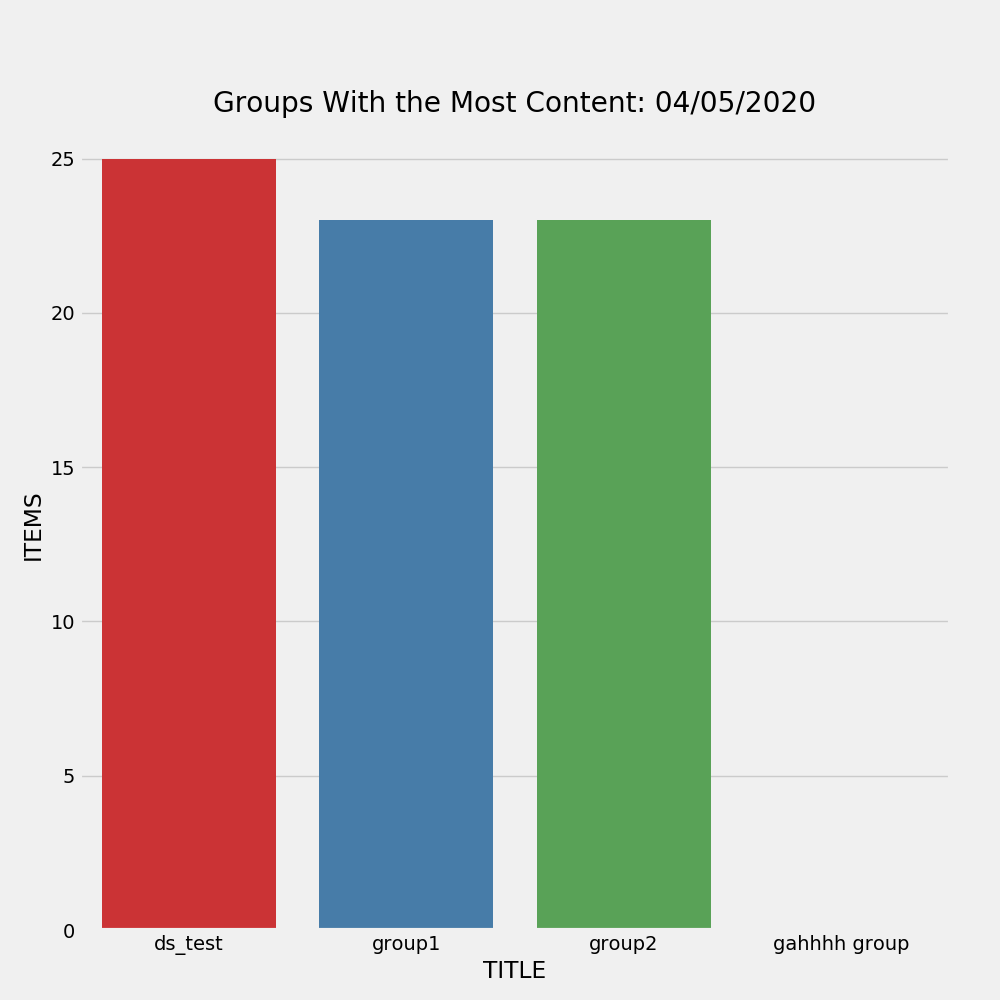 Groups With the Most Content: 04/05/2020
25
20
15
10
5
0
ITEMS
ds_test
group1
group2
gahhhh group
TITLE